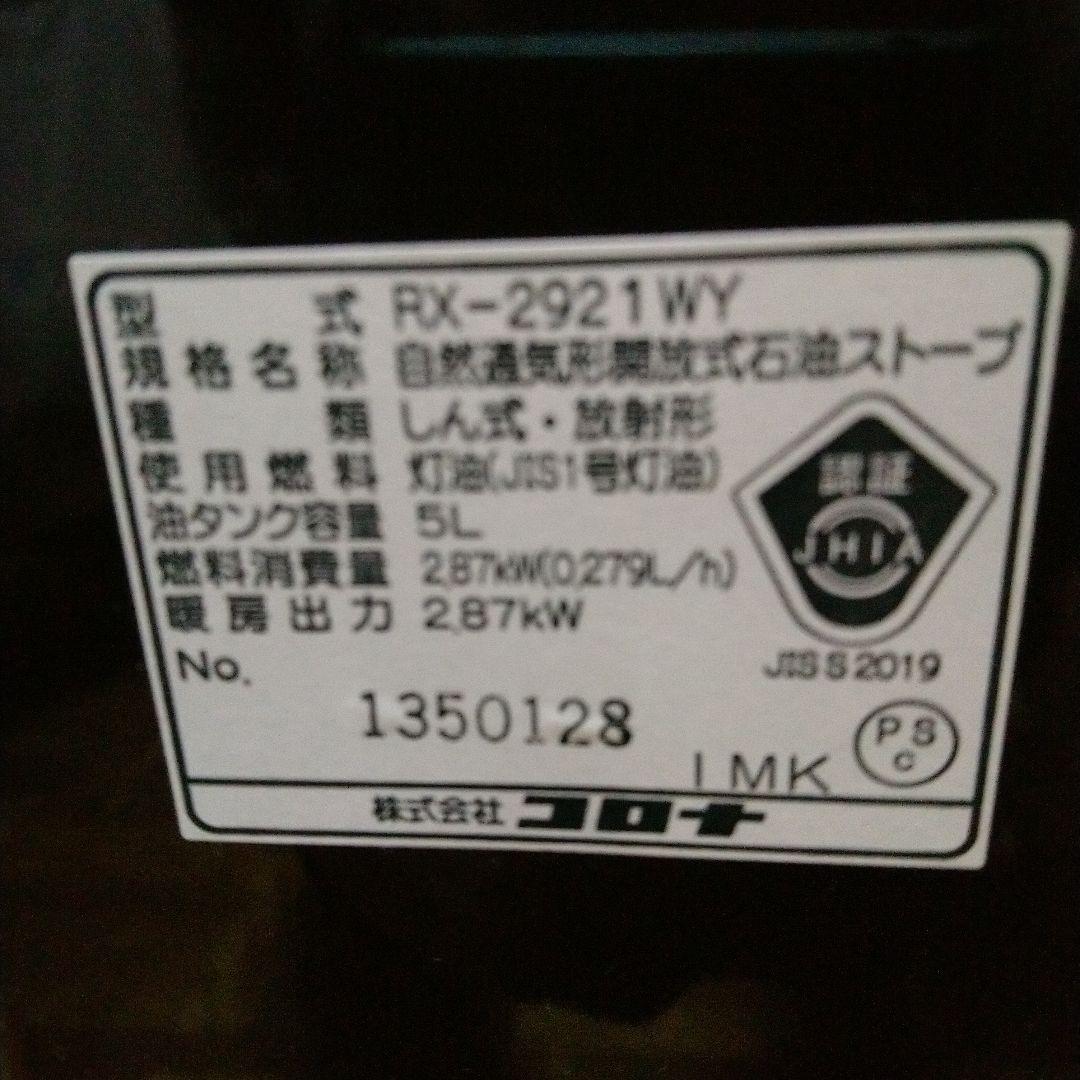 型式 RX-2921WY
規格名称 自然通気形開放式石油ストーブ
種類 しん式・放射形
使用燃料 灯油(JIS1号灯油)
油タンク容量 5L
燃料消費量 2.87kW(0.279L/h)
暖房出力 2.87kW
認証
JHIA
JIS S 2019
No.
1350128
PS
C
IMK
株式会社コロナ